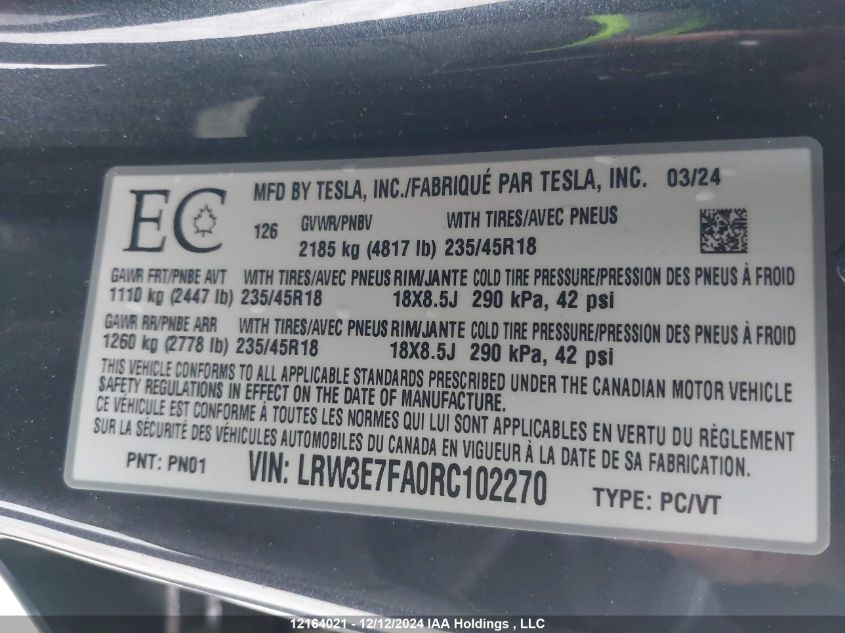 EC
MFD BY TESLA, INC./FABRIQUÉ PAR TESLA, INC. 03/24
126 GVWR/PNBV WITH TIRES/AVEC PNEUS
2185 kg (4817 lb) 235/45R18
GAWR FRT/PNBE AVT WITH TIRES/AVEC PNEUS RIM/JANTE COLD TIRE PRESSURE/PRESSION DES PNEUS À FROID
1110 kg (2447 lb) 235/45R18 18X8.5J 290 kPa, 42 psi
GAWR RR/PNBE ARR WITH TIRES/AVEC PNEUS RIM/JANTE COLD TIRE PRESSURE/PRESSION DES PNEUS À FROID
1260 kg (2778 lb) 235/45R18 18X8.5J 290 kPa, 42 psi
THIS VEHICLE CONFORMS TO ALL APPLICABLE STANDARDS PRESCRIBED UNDER THE CANADIAN MOTOR VEHICLE
SAFETY REGULATIONS IN EFFECT ON THE DATE OF MANUFACTURE.
CE VÉHICULE EST CONFORME À TOUTES LES NORMES QUI LUI SONT APPLICABLES EN VERTU DU RÈGLEMENT
SUR LA SÉCURITÉ DES VÉHICULES AUTOMOBILES DU CANADA EN VIGUEUR À LA DATE DE SA FABRICATION.
PNT: PN01 VIN: LRW3E7FA0RC102270 TYPE: PC/VT
12164021 - 12/12/2024 IAA Holdings , LLC